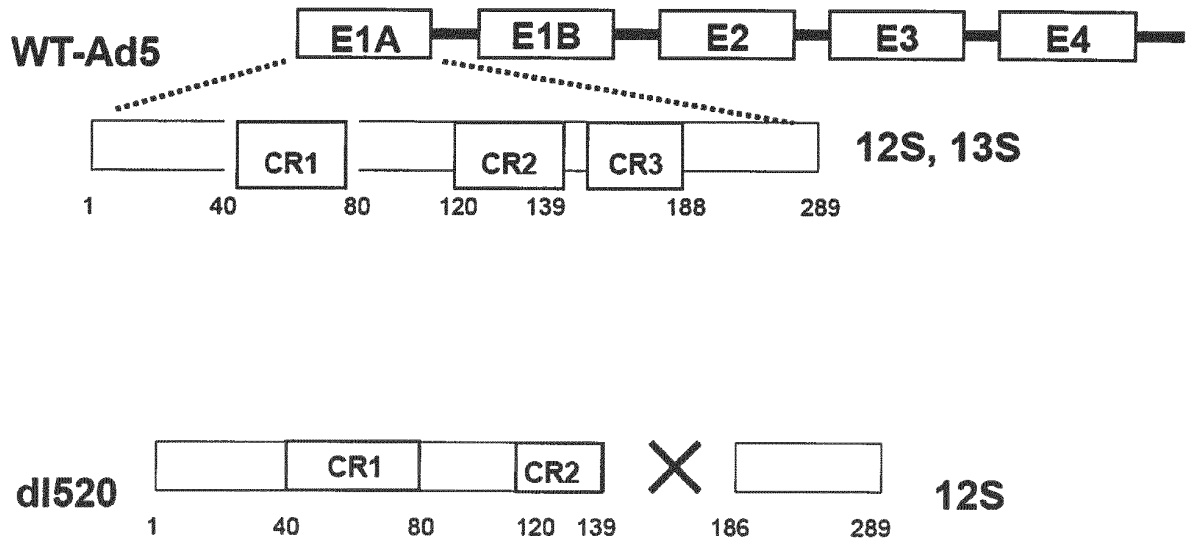 WT-Ad5 E1A E1B E2 E3 E4
CR1 CR2 CR3 12S, 13S
1 40 80 120 139 188 289
dl520 CR1 CR2 12S
1 40 80 120 139 186 289